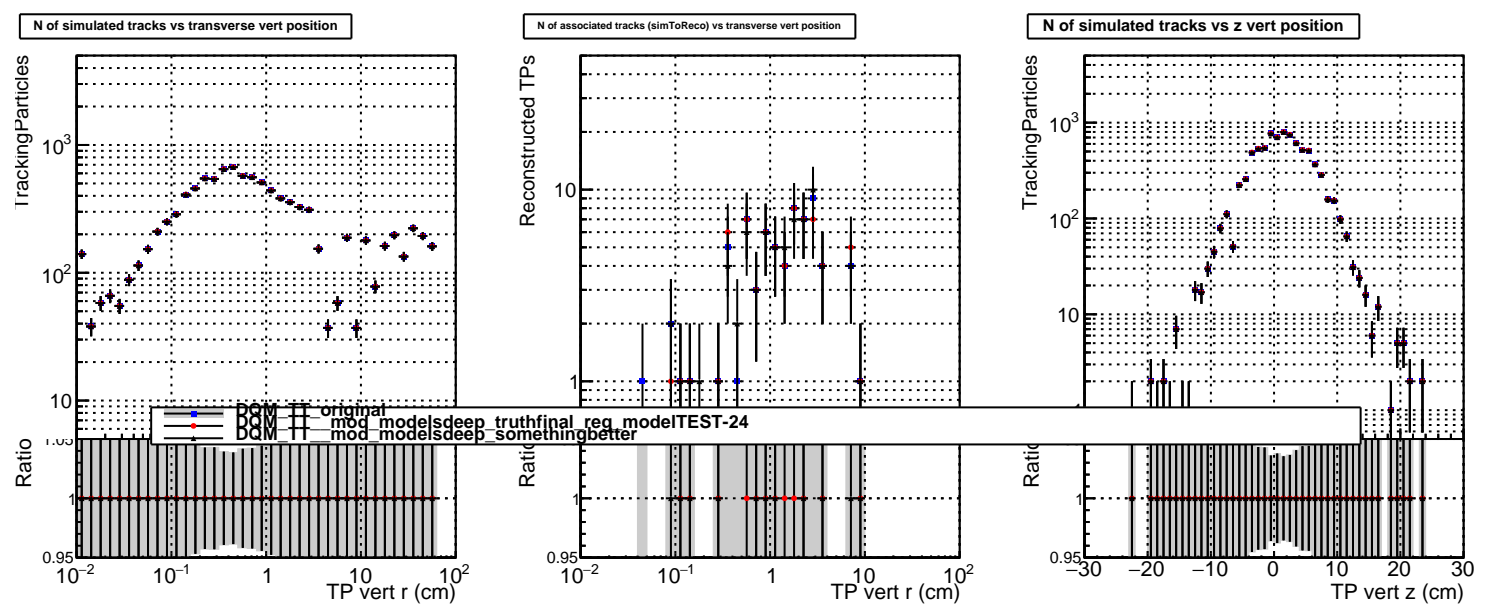 N of simulated tracks vs transverse vert position
N of associated tracks (simToReco) vs transverse vert position
N of simulated tracks vs z vert position
TrackingParticles
10³
10²
10
Reconstructed TPs
10
1
TrackingParticles
10³
10²
10
DQM_TT_original
DQM_TT__mod_modelsdeep_truthfinal_reg_modelTEST-24
DQM_TT__mod_modelsdeep_somethingbetter
Ratio
1
0.95
10⁻² 10⁻¹ 1 10 10²
TP vert r (cm)
1
0.95
10⁻² 10⁻¹ 1 10 10²
TP vert r (cm)
Ratio
1
0.95
−30 −20 −10 0 10 20 30
TP vert z (cm)